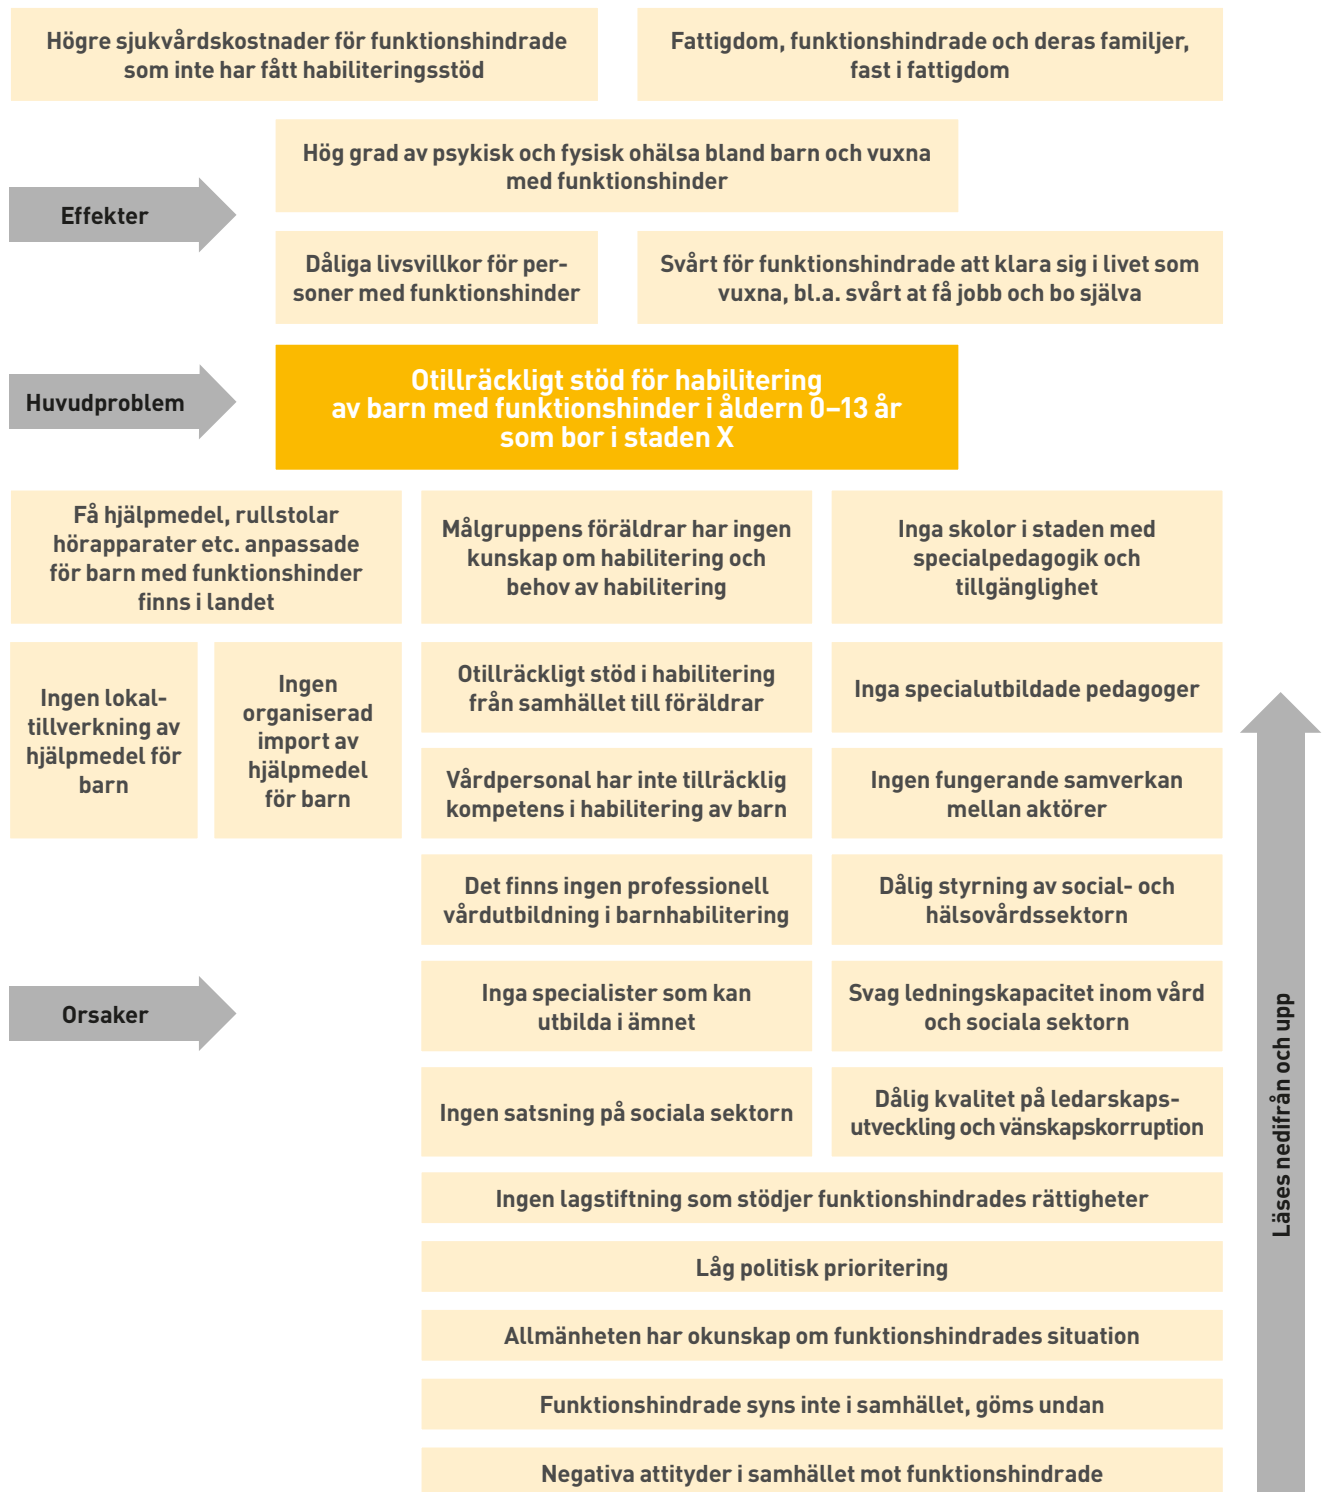 Högre sjukvårdskostnader för funktionshindrade
som inte har fått habiliteringsstöd
Fattigdom, funktionshindrade och deras familjer,
fast i fattigdom
Hög grad av psykisk och fysisk ohälsa bland barn och vuxna
med funktionshinder
Effekter
Dåliga livsvillkor för per-
soner med funktionshinder
Svårt för funktionshindrade att klara sig i livet som
vuxna, bl.a. svårt at få jobb och bo själva
Huvudproblem
Otillräckligt stöd för habilitering
av barn med funktionshinder i åldern 0–13 år
som bor i staden X
Få hjälpmedel, rullstolar
hörapparater etc. anpassade
för barn med funktionshinder
finns i landet
Målgruppens föräldrar har ingen
kunskap om habilitering och
behov av habilitering
Inga skolor i staden med
specialpedagogik och
tillgänglighet
Ingen lokal-
tillverkning av
hjälpmedel för
barn
Ingen
organiserad
import av
hjälpmedel
för barn
Otillräckligt stöd i habilitering
från samhället till föräldrar
Inga specialutbildade pedagoger
Vårdpersonal har inte tillräcklig
kompetens i habilitering av barn
Ingen fungerande samverkan
mellan aktörer
Det finns ingen professionell
vårdutbildning i barnhabilitering
Dålig styrning av social- och
hälsovårdssektorn
Orsaker
Inga specialister som kan
utbilda i ämnet
Svag ledningskapacitet inom vård
och sociala sektorn
Ingen satsning på sociala sektorn
Dålig kvalitet på ledarskaps-
utveckling och vänskapskorruption
Ingen lagstiftning som stödjer funktionshindrades rättigheter
Låg politisk prioritering
Allmänheten har okunskap om funktionshindrades situation
Funktionshindrade syns inte i samhället, göms undan
Negativa attityder i samhället mot funktionshindrade
Läses nedifrån och upp